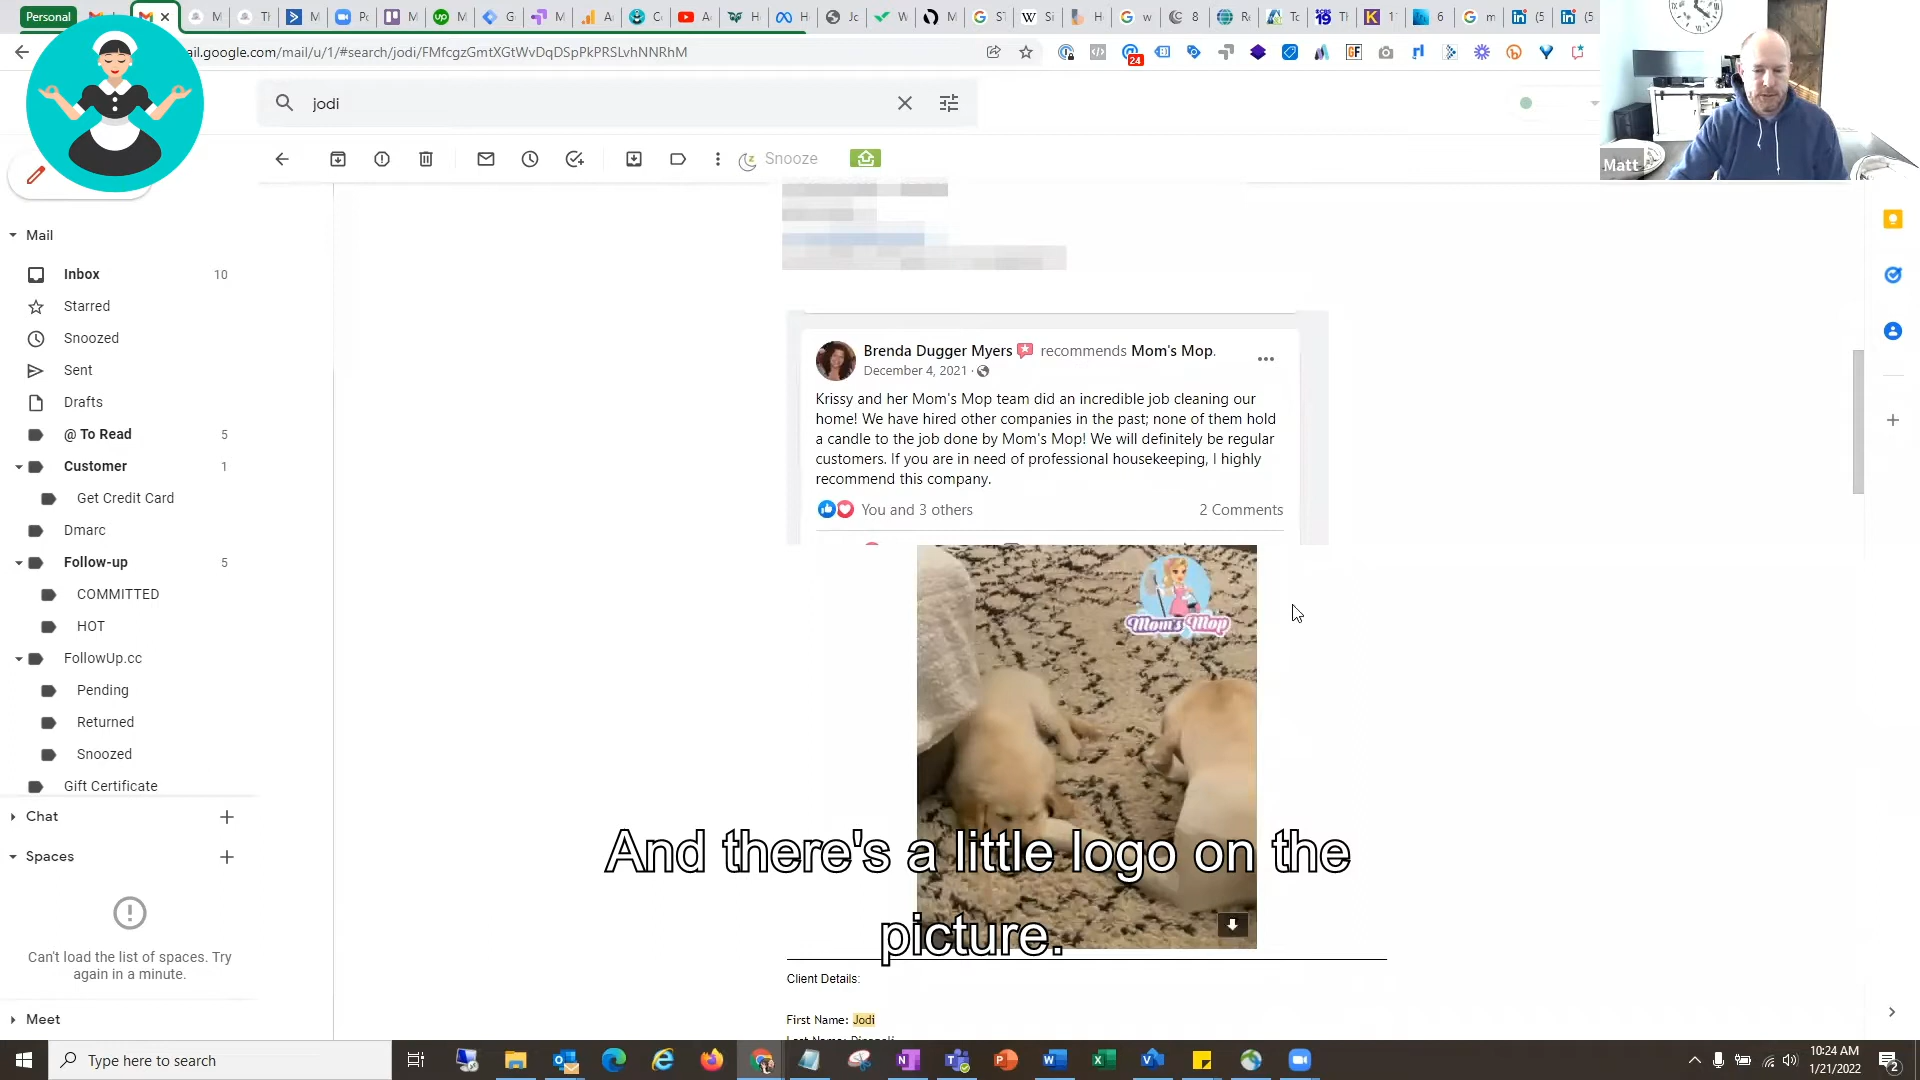 Personal
ail.google.com/mail/u/1/#search/jodi/FMfcgzGmtXGtWvDqDSpPkPRSLvhNNRhM
24
jodi
Snooze
Matt
Mail
Inbox 10
Starred
Snoozed
Sent
Drafts
@ To Read 5
Customer 1
Get Credit Card
Dmarc
Follow-up 5
COMMITTED
HOT
FollowUp.cc
Pending
Returned
Snoozed
Gift Certificate
Chat
Spaces
Can't load the list of spaces. Try
again in a minute.
Meet
Brenda Dugger Myers recommends Mom's Mop.
December 4, 2021 ·
Krissy and her Mom's Mop team did an incredible job cleaning our
home! We have hired other companies in the past; none of them hold
a candle to the job done by Mom's Mop! We will definitely be regular
customers. If you are in need of professional housekeeping, I highly
recommend this company.
You and 3 others 2 Comments
Mom's Mop
And there's a little logo on the
picture.
Client Details:
First Name: Jodi
Type here to search
10:24 AM
1/21/2022
2